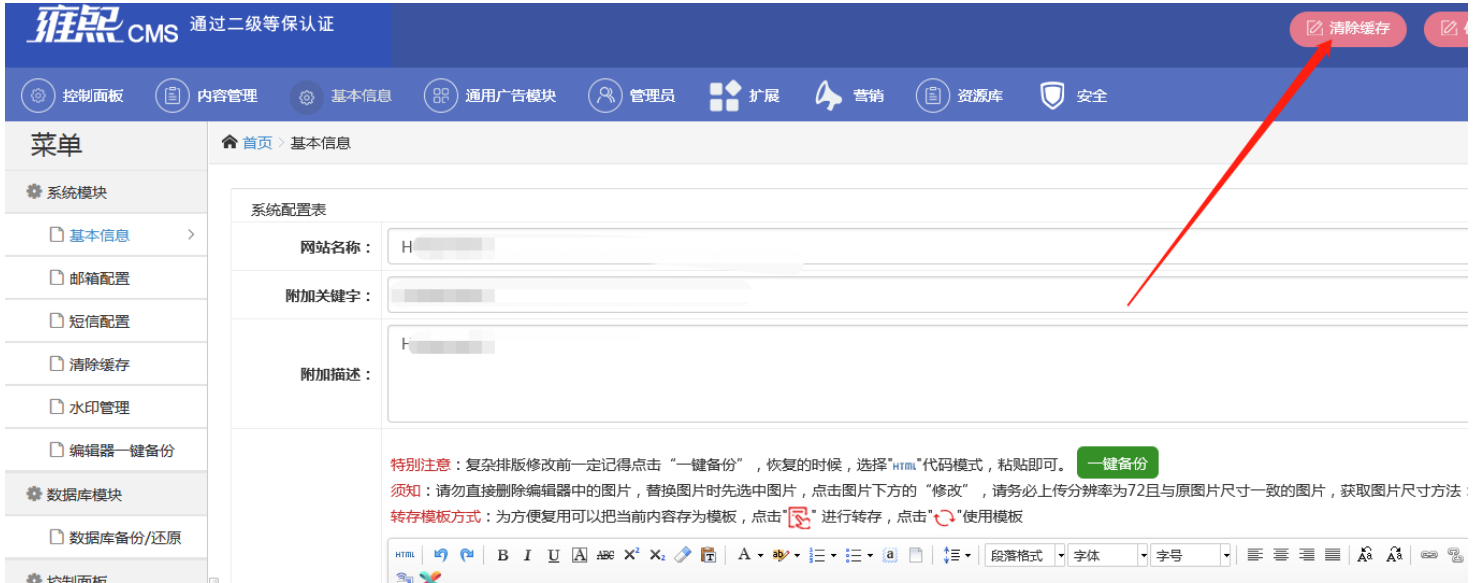 雍熙CMS 通过二级等保认证
清除缓存
控制面板 内容管理 基本信息 通用广告模块 管理员 扩展 营销 资源库 安全
菜单
首页 > 基本信息
系统模块
系统配置表
基本信息
网站名称： H
邮箱配置
附加关键字：
短信配置
H
清除缓存
附加描述：
水印管理
编辑器一键备份
特别注意：复杂排版修改前一定记得点击“一键备份”，恢复的时候，选择"HTML"代码模式，粘贴即可。 一键备份
数据库模块
须知：请勿直接删除编辑器中的图片，替换图片时先选中图片，点击图片下方的“修改”，请务必上传分辨率为72且与原图片尺寸一致的图片，获取图片尺寸方法：
转存模板方式：为方便复用可以把当前内容存为模板，点击"" 进行转存，点击""使用模板
数据库备份/还原
HTML B I U A ABC X² X₂ T A ab a 段落格式 字体 字号
控制面板